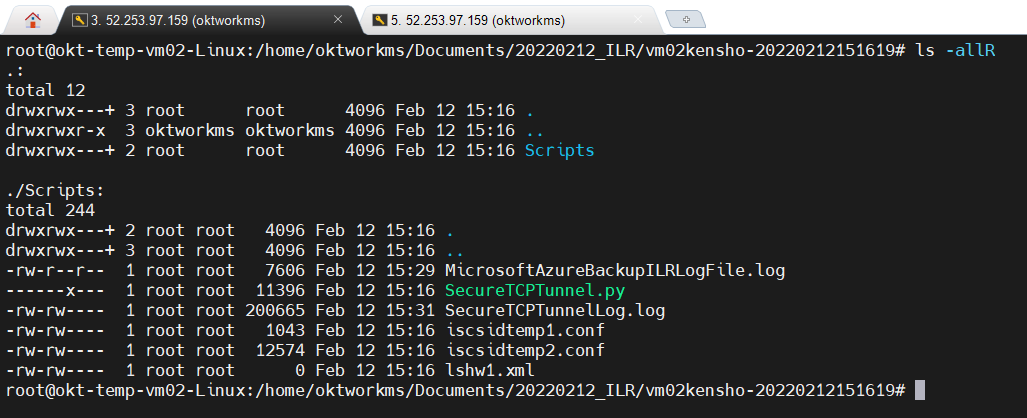 3. 52.253.97.159 (oktworkms)
5. 52.253.97.159 (oktworkms)
root@okt-temp-vm02-Linux:/home/oktworkms/Documents/20220212_ILR/vm02kensho-20220212151619# ls -allR
.:
total 12
drwxrwx---+ 3 root      root      4096 Feb 12 15:16 .
drwxrwxr-x  3 oktworkms oktworkms 4096 Feb 12 15:16 ..
drwxrwx---+ 2 root      root      4096 Feb 12 15:16 Scripts
./Scripts:
total 244
drwxrwx---+ 2 root root   4096 Feb 12 15:16 .
drwxrwx---+ 3 root root   4096 Feb 12 15:16 ..
-rw-r--r--  1 root root   7606 Feb 12 15:29 MicrosoftAzureBackupILRLogFile.log
------x---  1 root root  11396 Feb 12 15:16 SecureTCPTunnel.py
-rw-rw----  1 root root 200665 Feb 12 15:31 SecureTCPTunnelLog.log
-rw-rw----  1 root root   1043 Feb 12 15:16 iscsidtemp1.conf
-rw-rw----  1 root root  12574 Feb 12 15:16 iscsidtemp2.conf
-rw-rw----  1 root root      0 Feb 12 15:16 lshw1.xml
root@okt-temp-vm02-Linux:/home/oktworkms/Documents/20220212_ILR/vm02kensho-20220212151619#